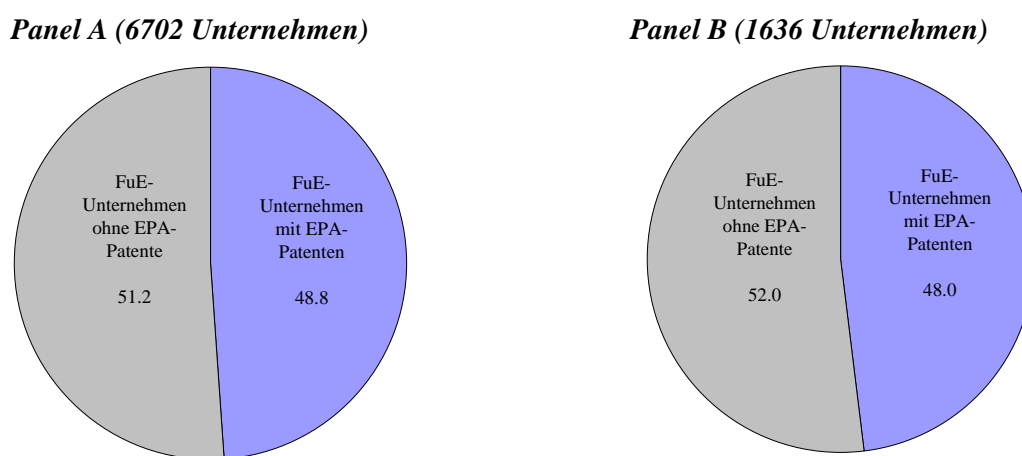 Panel A (6702 Unternehmen)
FuE-
Unternehmen
ohne EPA-
Patente
51.2
FuE-
Unternehmen
mit EPA-
Patenten
48.8
Panel B (1636 Unternehmen)
FuE-
Unternehmen
ohne EPA-
Patente
52.0
FuE-
Unternehmen
mit EPA-
Patenten
48.0